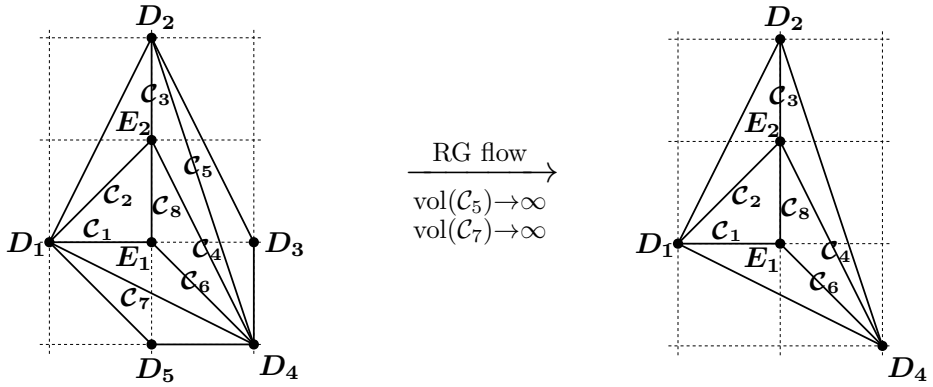 D₂ D₂
C₃ C₃
E₂ E₂
RG flow
C₅
vol(C₅)→∞
C₂ C₈ C₂ C₈
vol(C₇)→∞
D₁ C₁ E₁ C₄ D₃ D₁ C₁ E₁ C₄
C₇ C₆ C₆
D₅ D₄ D₄